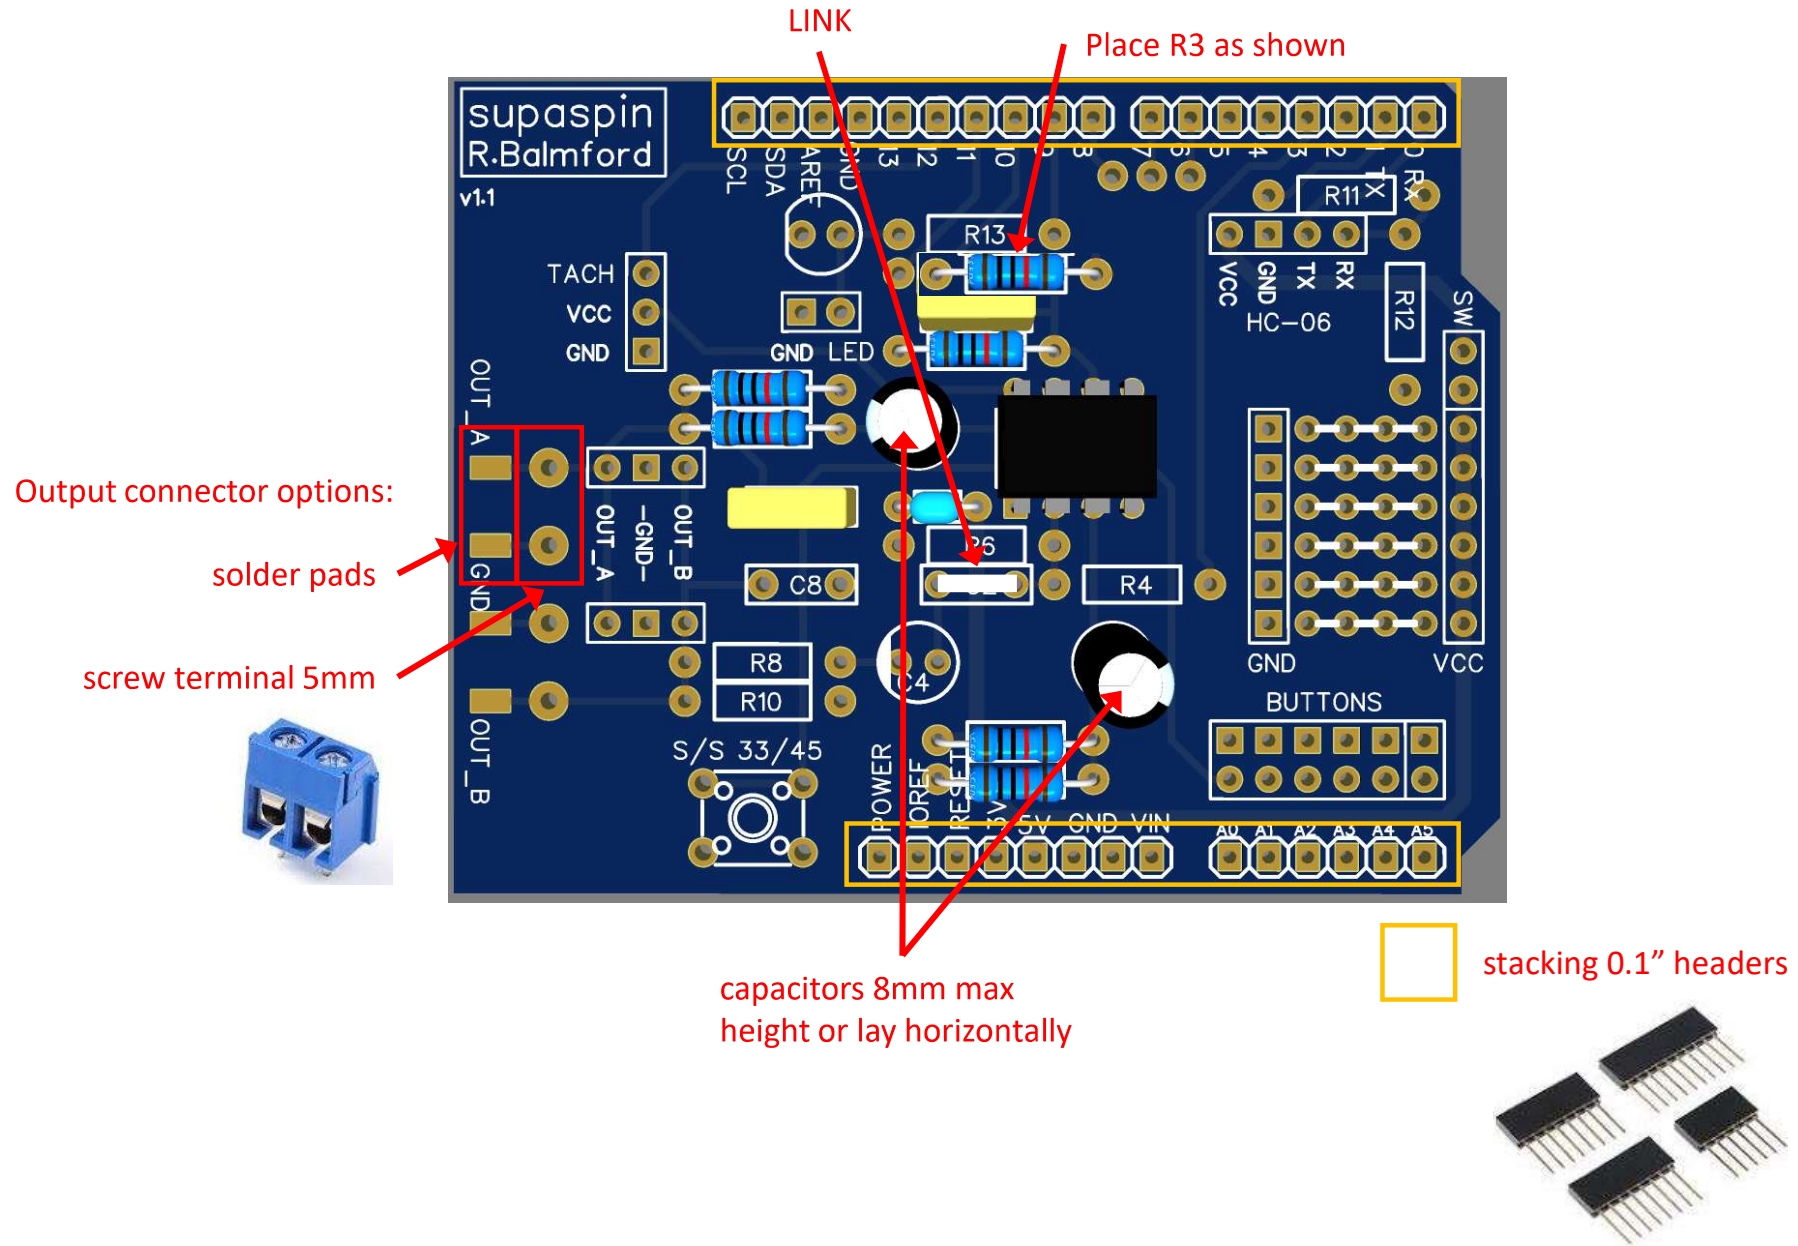 LINK
Place R3 as shown
supaspin
R.Balmford
v1.1
SCL
SDA
AREF
GND
13
12
11
10
9
8
7
6
5
4
3
2
1 TX
0 RX
R13
R11
VCC
GND
TX
RX
HC-06
R12
SW
TACH
VCC
GND
GND LED
OUT_A
GND
OUT_A
-GND-
OUT_B
Output connector options:
solder pads
screw terminal 5mm
R6
C8
R4
R8
R10
C4
OUT_B
S/S 33/45
GND
VCC
BUTTONS
POWER
IOREF
RESET
3V
5V
GND
VIN
A0
A1
A2
A3
A4
A5
capacitors 8mm max
height or lay horizontally
stacking 0.1” headers